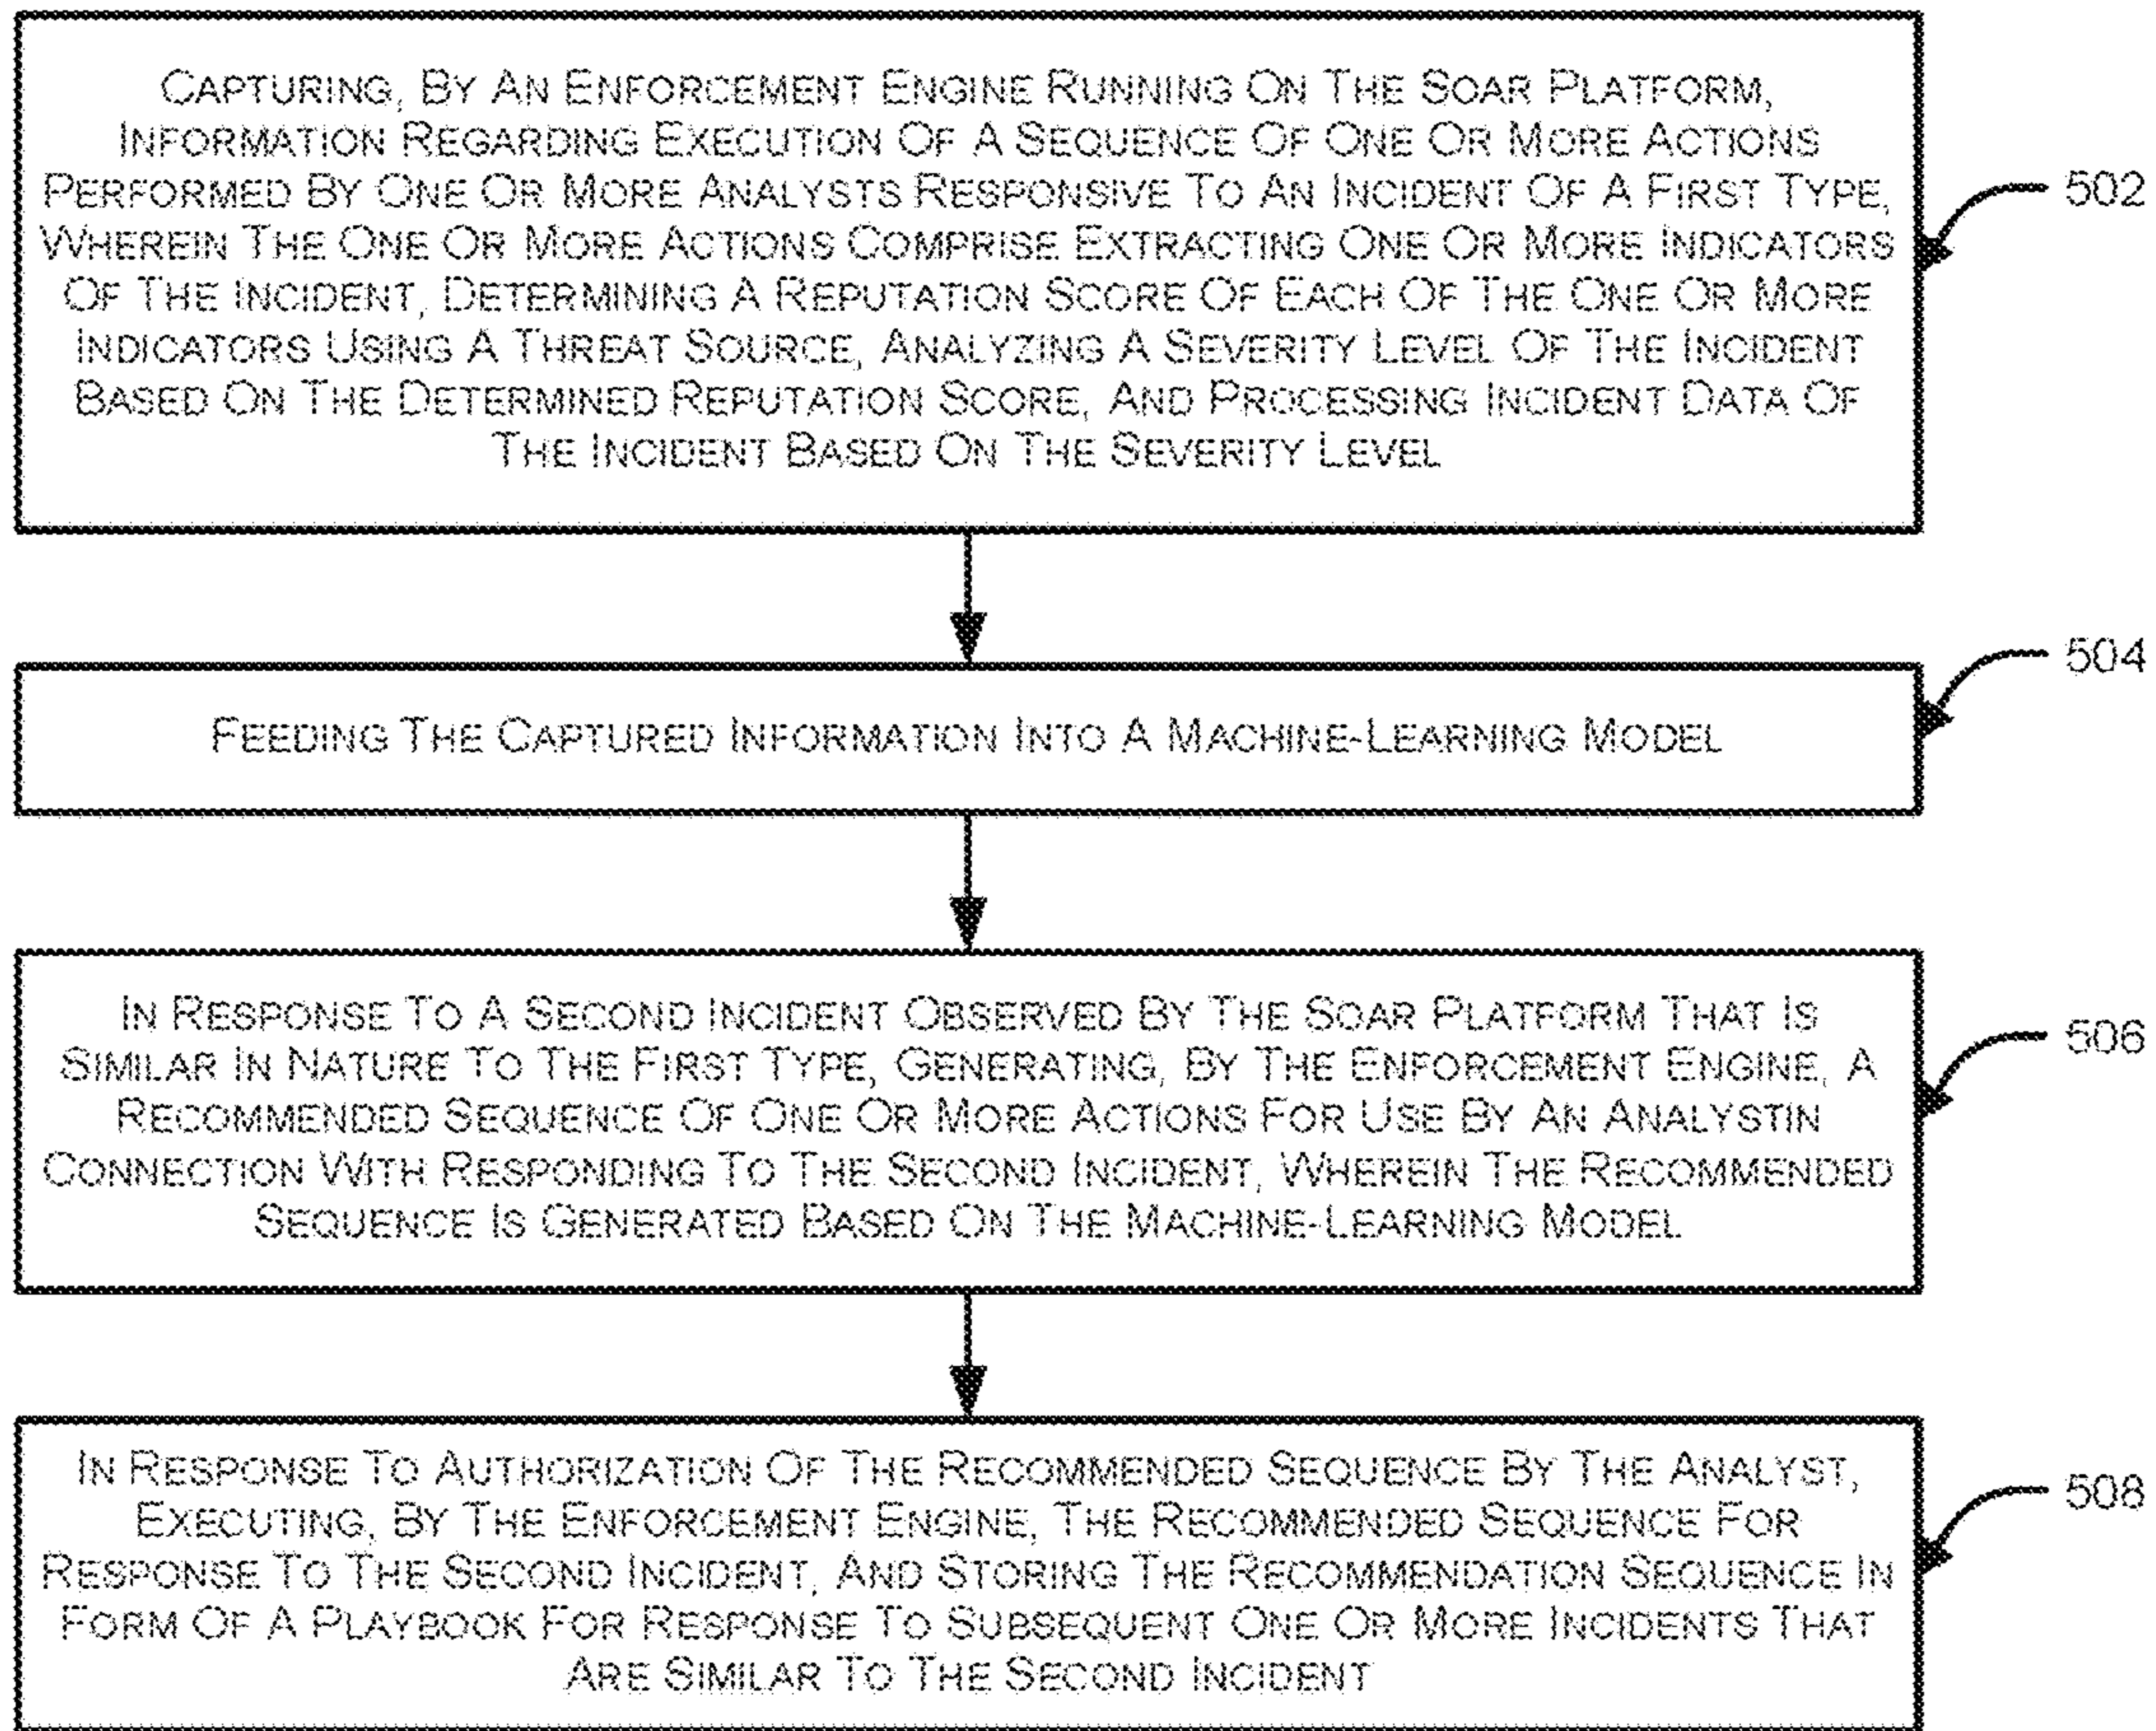 CAPTURING, BY AN ENFORCEMENT ENGINE RUNNING ON THE SOAR PLATFORM,
INFORMATION REGARDING EXECUTION OF A SEQUENCE OF ONE OR MORE ACTIONS
PERFORMED BY ONE OR MORE ANALYSTS RESPONSIVE TO AN INCIDENT OF A FIRST TYPE,
WHEREIN THE ONE OR MORE ACTIONS COMPRISE EXTRACTING ONE OR MORE INDICATORS
OF THE INCIDENT, DETERMINING A REPUTATION SCORE OF EACH OF THE ONE OR MORE
INDICATORS USING A THREAT SOURCE, ANALYZING A SEVERITY LEVEL OF THE INCIDENT
BASED ON THE DETERMINED REPUTATION SCORE, AND PROCESSING INCIDENT DATA OF
THE INCIDENT BASED ON THE SEVERITY LEVEL
502
FEEDING THE CAPTURED INFORMATION INTO A MACHINE-LEARNING MODEL
504
IN RESPONSE TO A SECOND INCIDENT OBSERVED BY THE SOAR PLATFORM THAT IS
SIMILAR IN NATURE TO THE FIRST TYPE, GENERATING, BY THE ENFORCEMENT ENGINE, A
RECOMMENDED SEQUENCE OF ONE OR MORE ACTIONS FOR USE BY AN ANALYSTIN
CONNECTION WITH RESPONDING TO THE SECOND INCIDENT, WHEREIN THE RECOMMENDED
SEQUENCE IS GENERATED BASED ON THE MACHINE-LEARNING MODEL
506
IN RESPONSE TO AUTHORIZATION OF THE RECOMMENDED SEQUENCE BY THE ANALYST,
EXECUTING, BY THE ENFORCEMENT ENGINE, THE RECOMMENDED SEQUENCE FOR
RESPONSE TO THE SECOND INCIDENT, AND STORING THE RECOMMENDATION SEQUENCE IN
FORM OF A PLAYBOOK FOR RESPONSE TO SUBSEQUENT ONE OR MORE INCIDENTS THAT
ARE SIMILAR TO THE SECOND INCIDENT
508